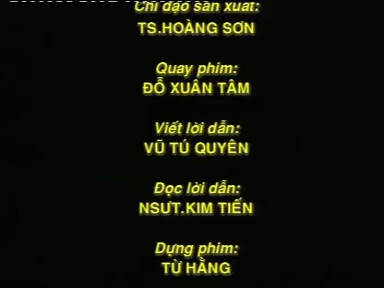 Chỉ đạo sản xuất:
TS.HOÀNG SƠN
Quay phim:
ĐỖ XUÂN TÂM
Viết lời dẫn:
VŨ TÚ QUYÊN
Đọc lời dẫn:
NSƯT.KIM TIẾN
Dựng phim:
TỪ HẰNG